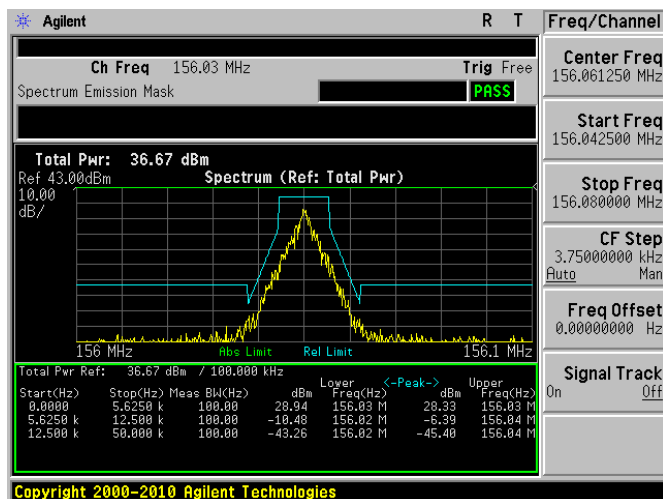 Agilent R T Freq/Channel
Ch Freq 156.03 MHz Trig Free
Spectrum Emission Mask PASS
Center Freq
156.061250 MHz
Start Freq
156.042500 MHz
Stop Freq
156.080000 MHz
CF Step
3.75000000 kHz
Auto Man
Freq Offset
0.00000000 Hz
Signal Track
On Off
Total Pwr: 36.67 dBm
Ref 43.00dBm Spectrum (Ref: Total Pwr)
10.00
dB/
156 MHz Abs Limit Rel Limit 156.1 MHz
Total Pwr Ref: 36.67 dBm / 100.000 kHz
Lower <-Peak-> Upper
Start(Hz) Stop(Hz) Meas BW(Hz) dBm Freq(Hz) dBm Freq(Hz)
0.0000 5.6250 k 100.00 28.94 156.03 M 28.33 156.03 M
5.6250 k 12.500 k 100.00 -10.48 156.02 M -6.39 156.04 M
12.500 k 50.000 k 100.00 -43.26 156.02 M -45.40 156.04 M
Copyright 2000-2010 Agilent Technologies